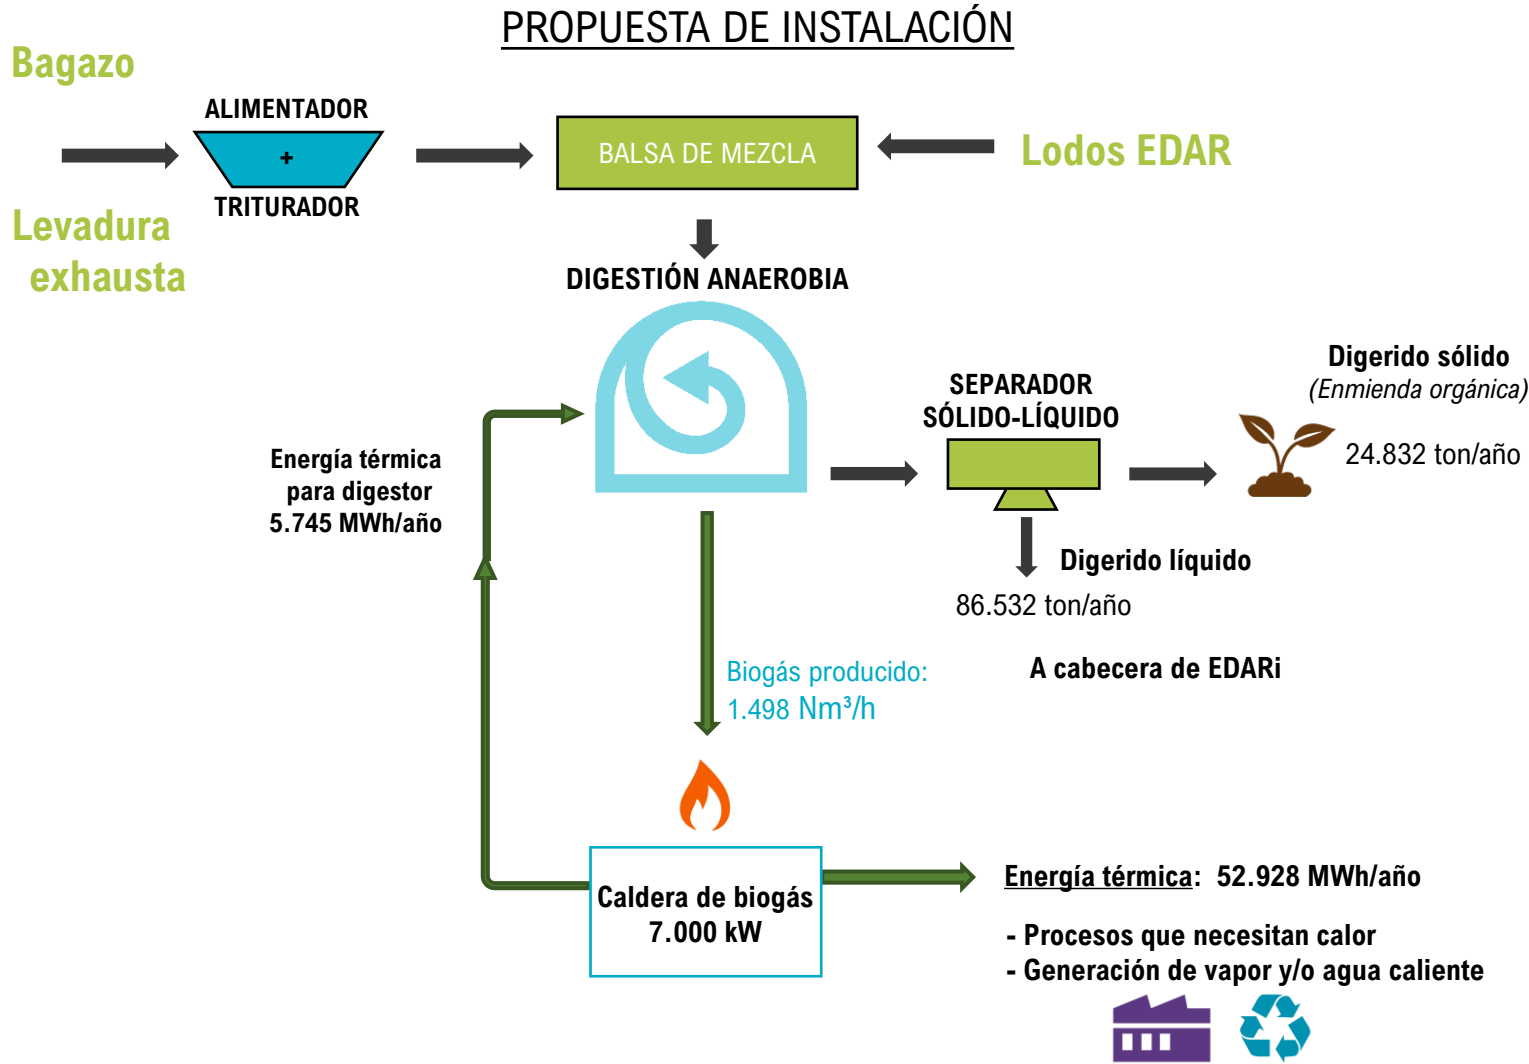 PROPUESTA DE INSTALACIÓN
Bagazo
Levadura
exhausta
ALIMENTADOR
+
TRITURADOR
BALSA DE MEZCLA
Lodos EDAR
DIGESTIÓN ANAEROBIA
SEPARADOR
SÓLIDO-LÍQUIDO
Digerido sólido
(Enmienda orgánica)
24.832 ton/año
Digerido líquido
86.532 ton/año
A cabecera de EDARi
Energía térmica
para digestor
5.745 MWh/año
Biogás producido:
1.498 Nm³/h
Caldera de biogás
7.000 kW
Energía térmica: 52.928 MWh/año
- Procesos que necesitan calor
- Generación de vapor y/o agua caliente